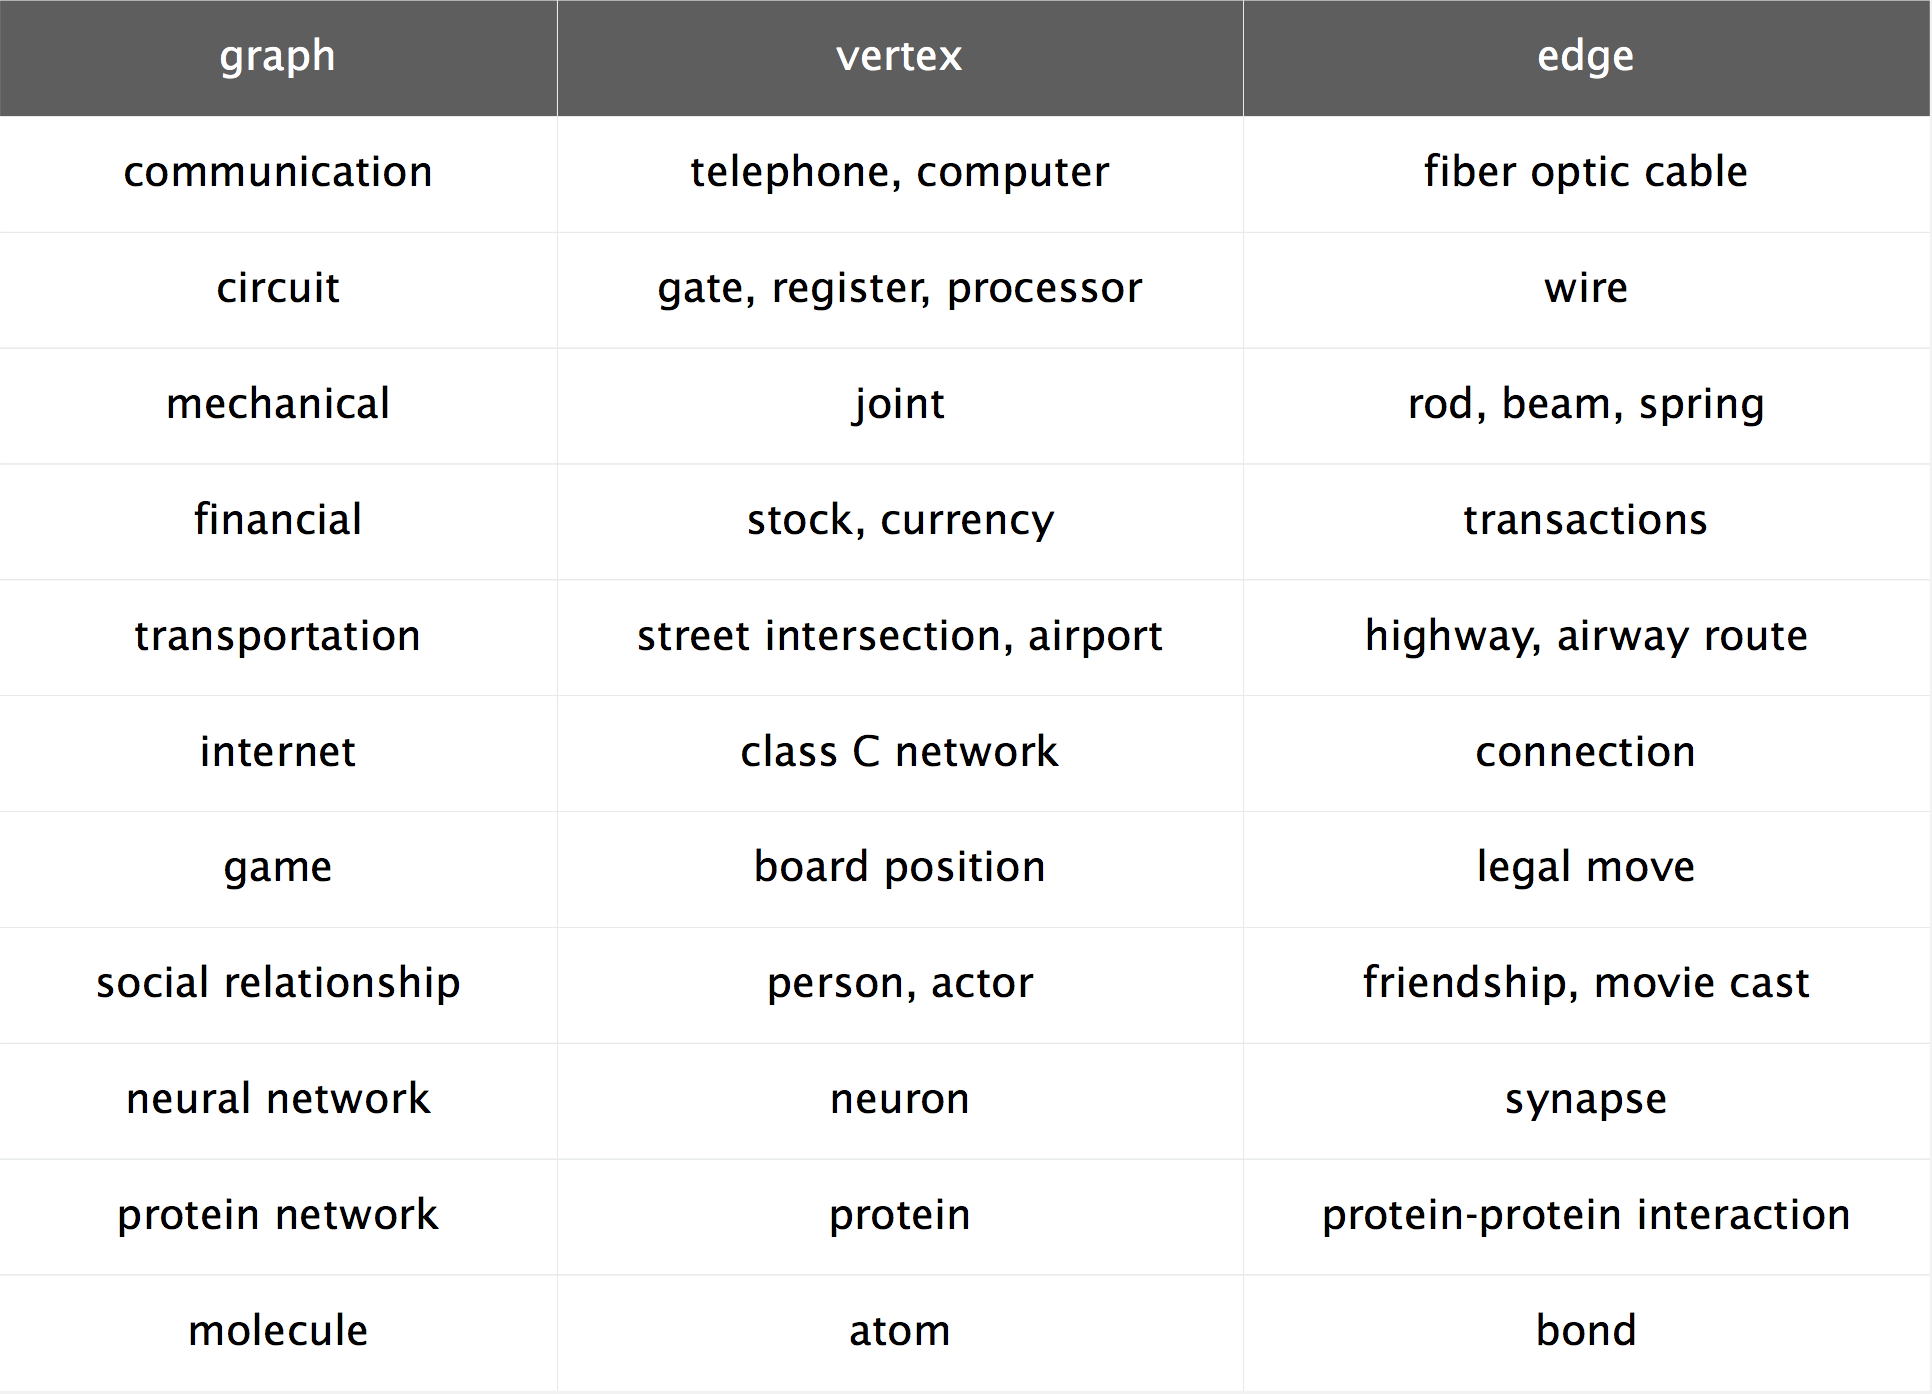 graph vertex edge
communication telephone, computer fiber optic cable
circuit gate, register, processor wire
mechanical joint rod, beam, spring
financial stock, currency transactions
transportation street intersection, airport highway, airway route
internet class C network connection
game board position legal move
social relationship person, actor friendship, movie cast
neural network neuron synapse
protein network protein protein-protein interaction
molecule atom bond